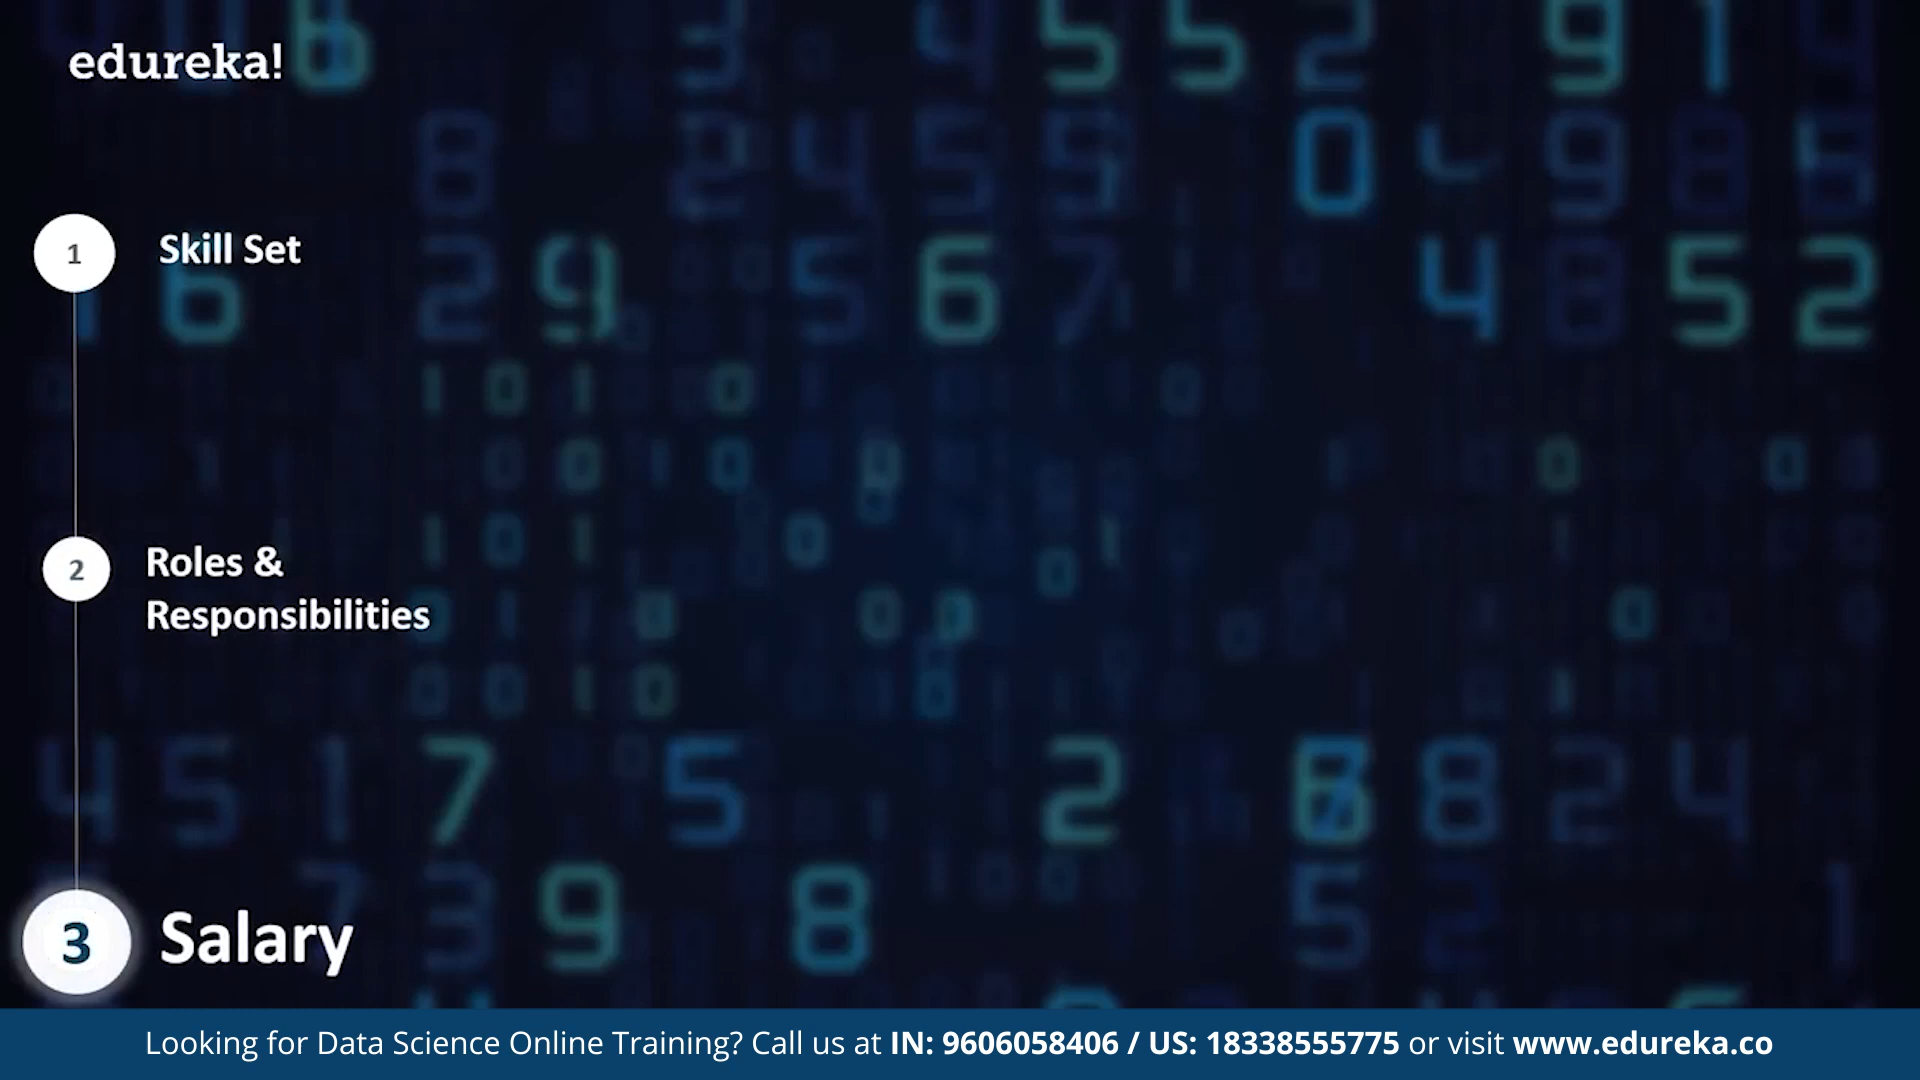 edureka!
1 Skill Set
2 Roles &
Responsibilities
3 Salary
Looking for Data Science Online Training? Call us at IN: 9606058406 / US: 18338555775 or visit www.edureka.co